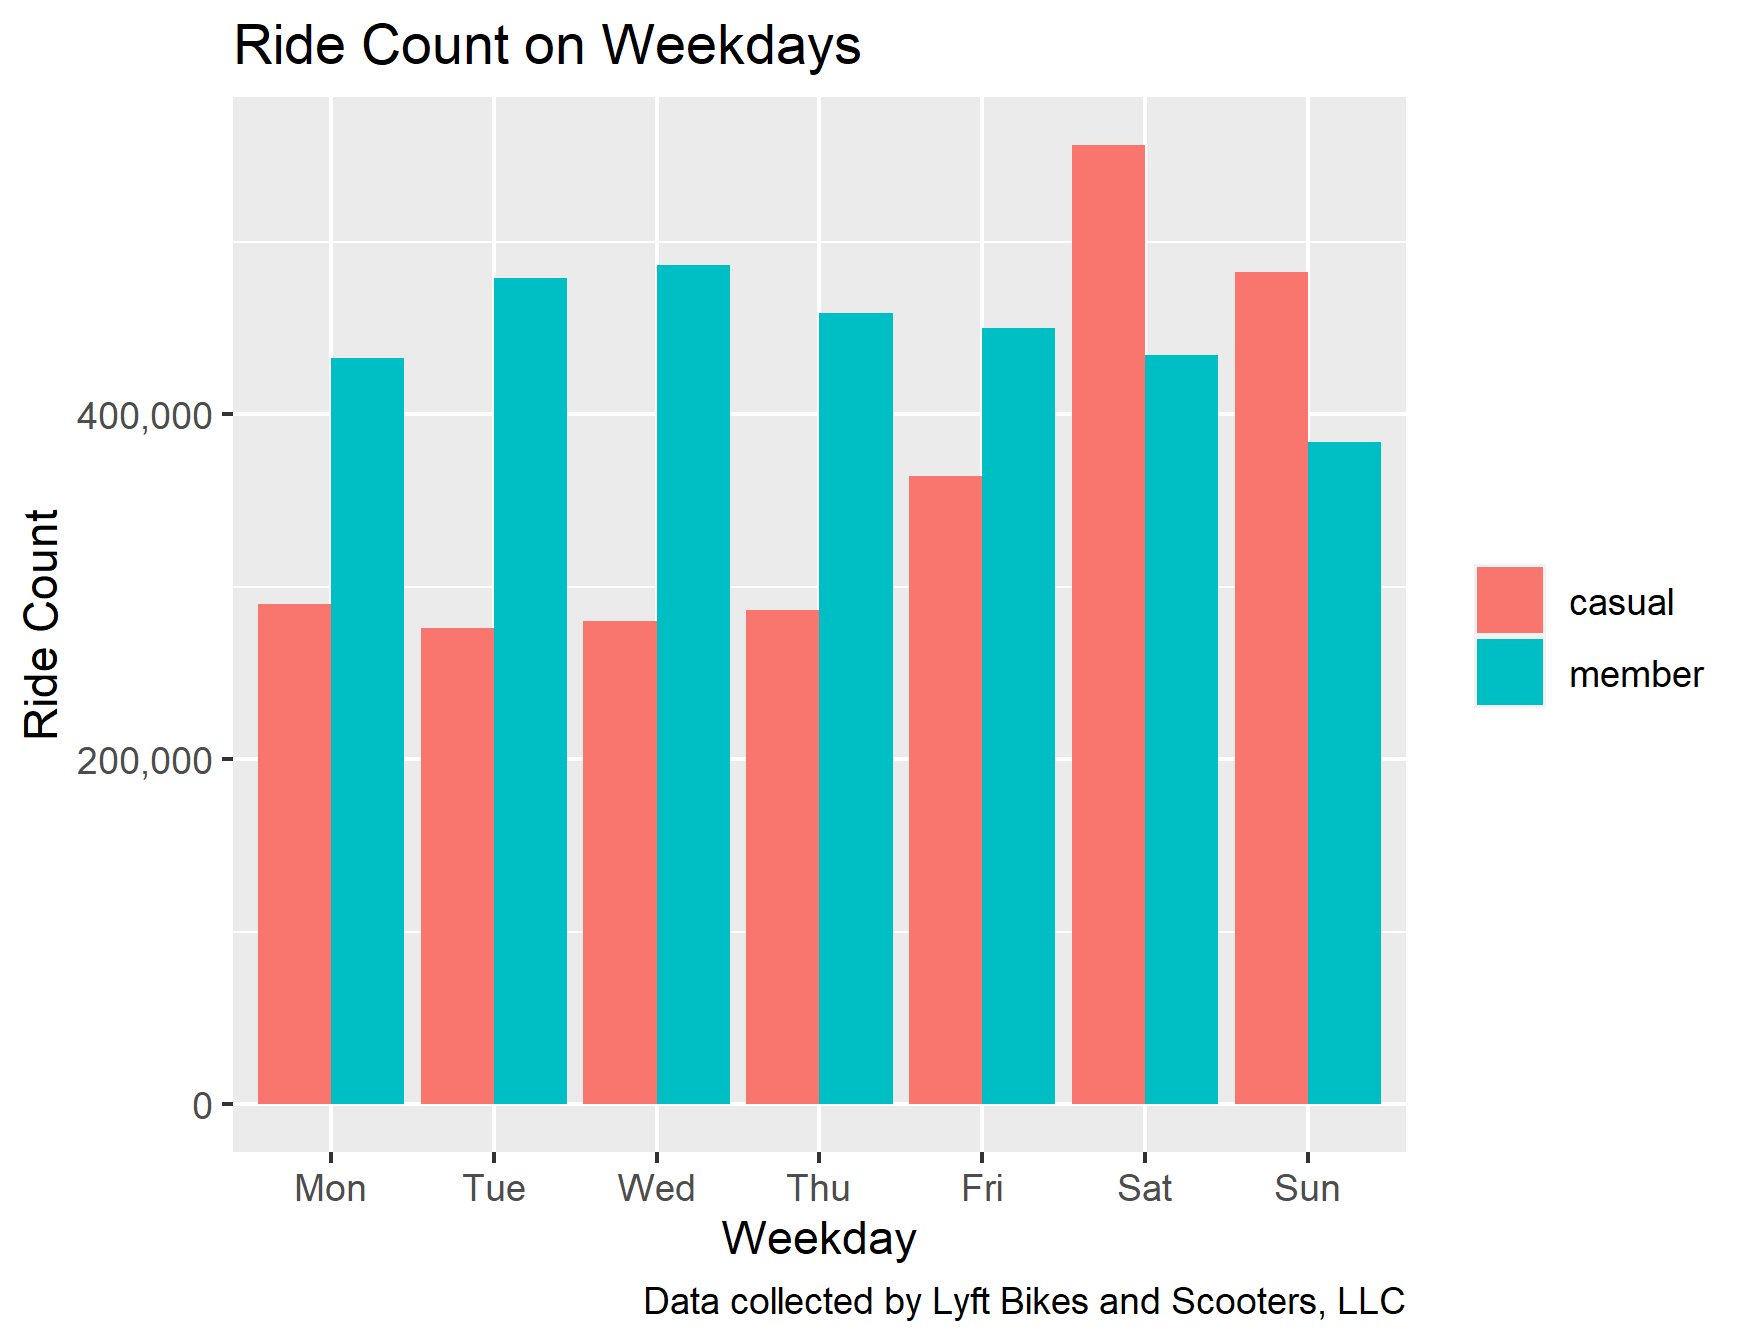 Ride Count on Weekdays
Ride Count
400,000
200,000
0
Mon Tue Wed Thu Fri Sat Sun
Weekday
casual
member
Data collected by Lyft Bikes and Scooters, LLC